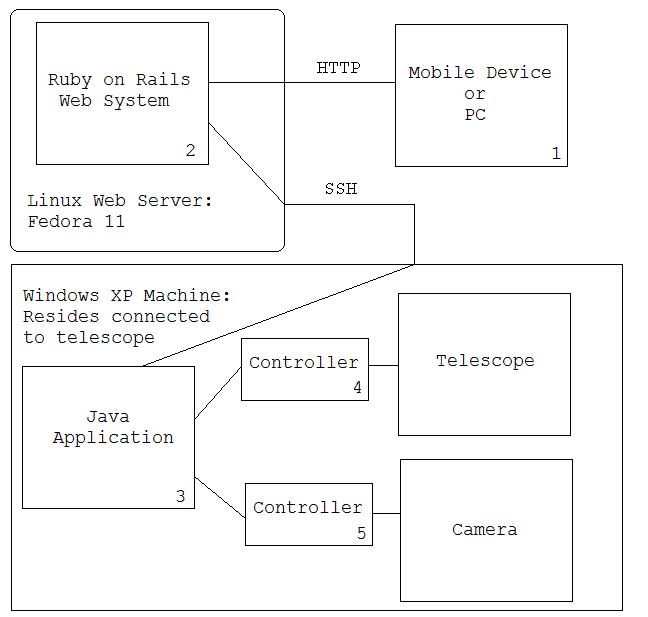 Ruby on Rails
Web System
2
HTTP
Mobile Device
or
PC
1
Linux Web Server:
Fedora 11
SSH
Windows XP Machine:
Resides connected
to telescope
Controller
4
Telescope
Java
Application
3
Controller
5
Camera